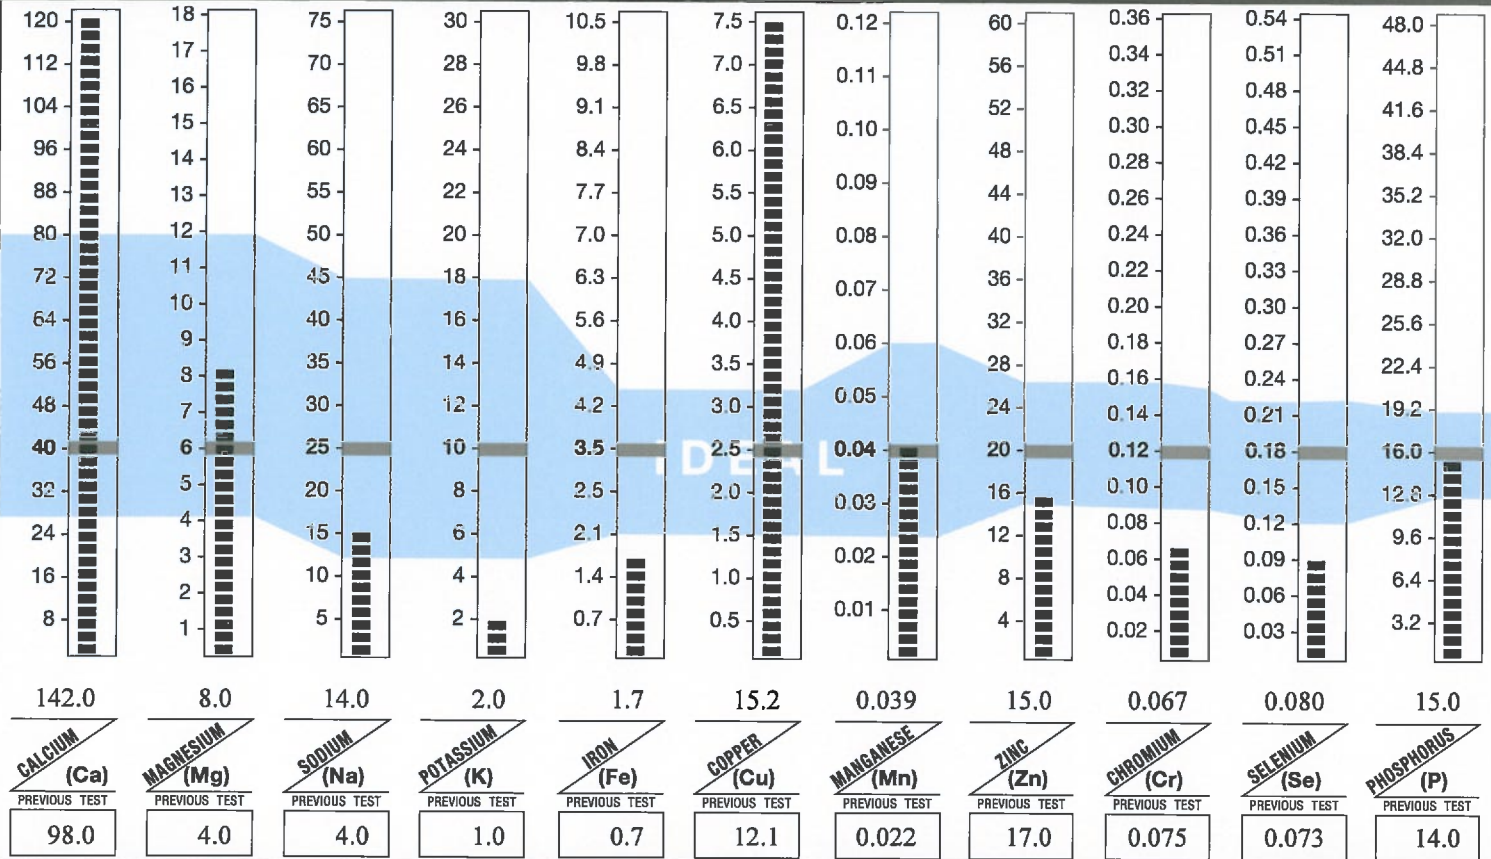 120 112 104 96 88 80 72 64 56 48 40 32 24 16 8
18 17 16 15 14 13 12 11 10 9 8 7 6 5 4 3 2 1
75 70 65 60 55 50 45 40 35 30 25 20 15 10 5
30 28 26 24 22 20 18 16 14 12 10 8 6 4 2
10.5 9.8 9.1 8.4 7.7 7.0 6.3 5.6 4.9 4.2 3.5 2.5 2.1 1.4 0.7
7.5 7.0 6.5 6.0 5.5 5.0 4.5 4.0 3.5 3.0 2.5 2.0 1.5 1.0 0.5
0.12 0.11 0.10 0.09 0.08 0.07 0.06 0.05 0.04 0.03 0.02 0.01
60 56 52 48 44 40 36 32 28 24 20 16 12 8 4
0.36 0.34 0.32 0.30 0.28 0.26 0.24 0.22 0.20 0.18 0.16 0.14 0.12 0.10 0.08 0.06 0.04 0.02
0.54 0.51 0.48 0.45 0.42 0.39 0.36 0.33 0.30 0.27 0.24 0.21 0.18 0.15 0.12 0.09 0.06 0.03
48.0 44.8 41.6 38.4 35.2 32.0 28.8 25.6 22.4 19.2 16.0 12.8 9.6 6.4 3.2
IDEAL
142.0 8.0 14.0 2.0 1.7 15.2 0.039 15.0 0.067 0.080 15.0
CALCIUM MAGNESIUM SODIUM POTASSIUM IRON COPPER MANGANESE ZINC CHROMIUM SELENIUM PHOSPHORUS
(Ca) (Mg) (Na) (K) (Fe) (Cu) (Mn) (Zn) (Cr) (Se) (P)
PREVIOUS TEST PREVIOUS TEST PREVIOUS TEST PREVIOUS TEST PREVIOUS TEST PREVIOUS TEST PREVIOUS TEST PREVIOUS TEST PREVIOUS TEST PREVIOUS TEST PREVIOUS TEST
98.0 4.0 4.0 1.0 0.7 12.1 0.022 17.0 0.075 0.073 14.0